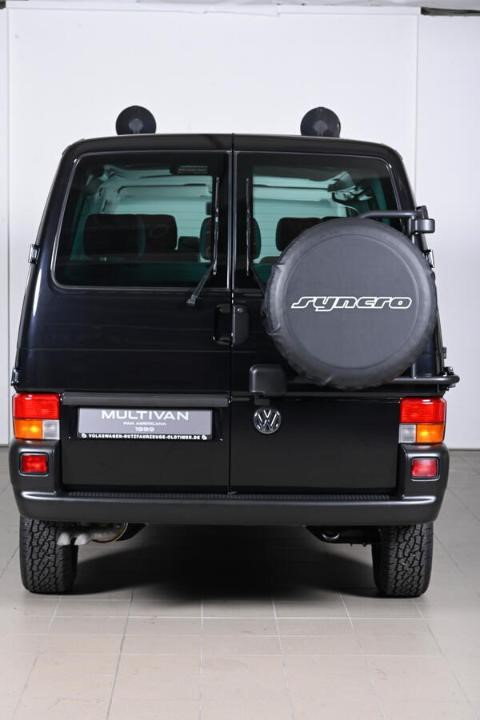 syncro
MULTIVAN
PAN AMERICANA
1999
VOLKSWAGEN-NUTZFAHRZEUGE-OLDTIMER.DE